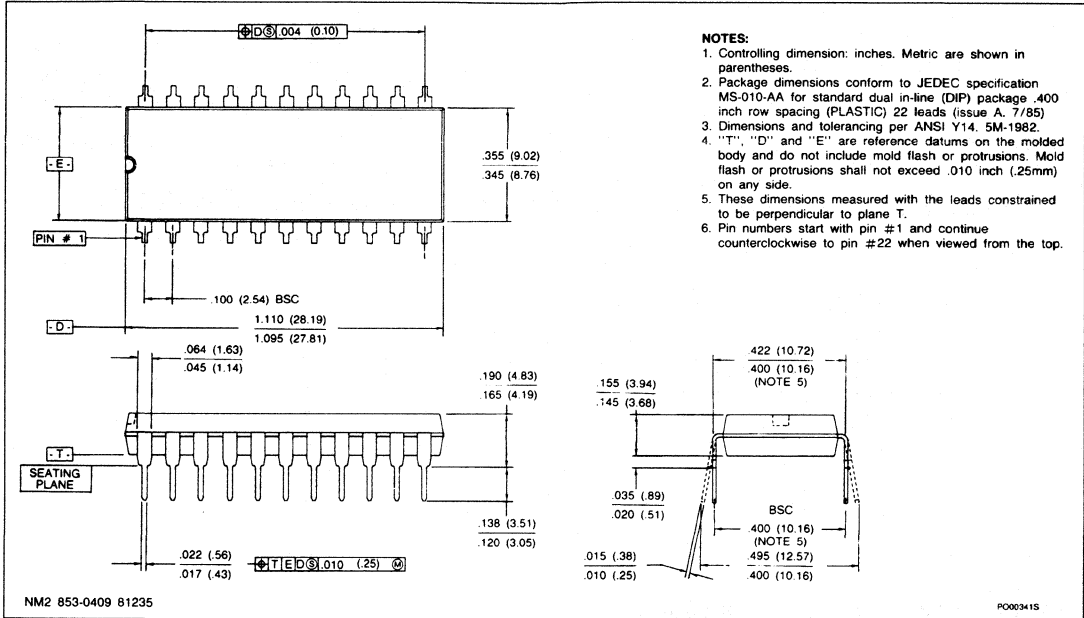 ⌖ D Ⓢ .004 (0.10)
- E -
PIN # 1
.355 (9.02)
.345 (8.76)
.100 (2.54) BSC
- D -
1.110 (28.19)
1.095 (27.81)
.064 (1.63)
.045 (1.14)
.190 (4.83)
.165 (4.19)
- T -
SEATING
PLANE
.138 (3.51)
.120 (3.05)
.022 (.56)
.017 (.43)
⌖ T E D Ⓢ .010 (.25) Ⓜ
NM2 853-0409 81235
NOTES:
1. Controlling dimension: inches. Metric are shown in
parentheses.
2. Package dimensions conform to JEDEC specification
MS-010-AA for standard dual in-line (DIP) package .400
inch row spacing (PLASTIC) 22 leads (issue A. 7/85)
3. Dimensions and tolerancing per ANSI Y14. 5M-1982.
4. "T", "D" and "E" are reference datums on the molded
body and do not include mold flash or protrusions. Mold
flash or protrusions shall not exceed .010 inch (.25mm)
on any side.
5. These dimensions measured with the leads constrained
to be perpendicular to plane T.
6. Pin numbers start with pin #1 and continue
counterclockwise to pin #22 when viewed from the top.
.422 (10.72)
.400 (10.16)
(NOTE 5)
.155 (3.94)
.145 (3.68)
.035 (.89)
.020 (.51)
BSC
.400 (10.16)
(NOTE 5)
.015 (.38)
.010 (.25)
.495 (12.57)
.400 (10.16)
PO00341S